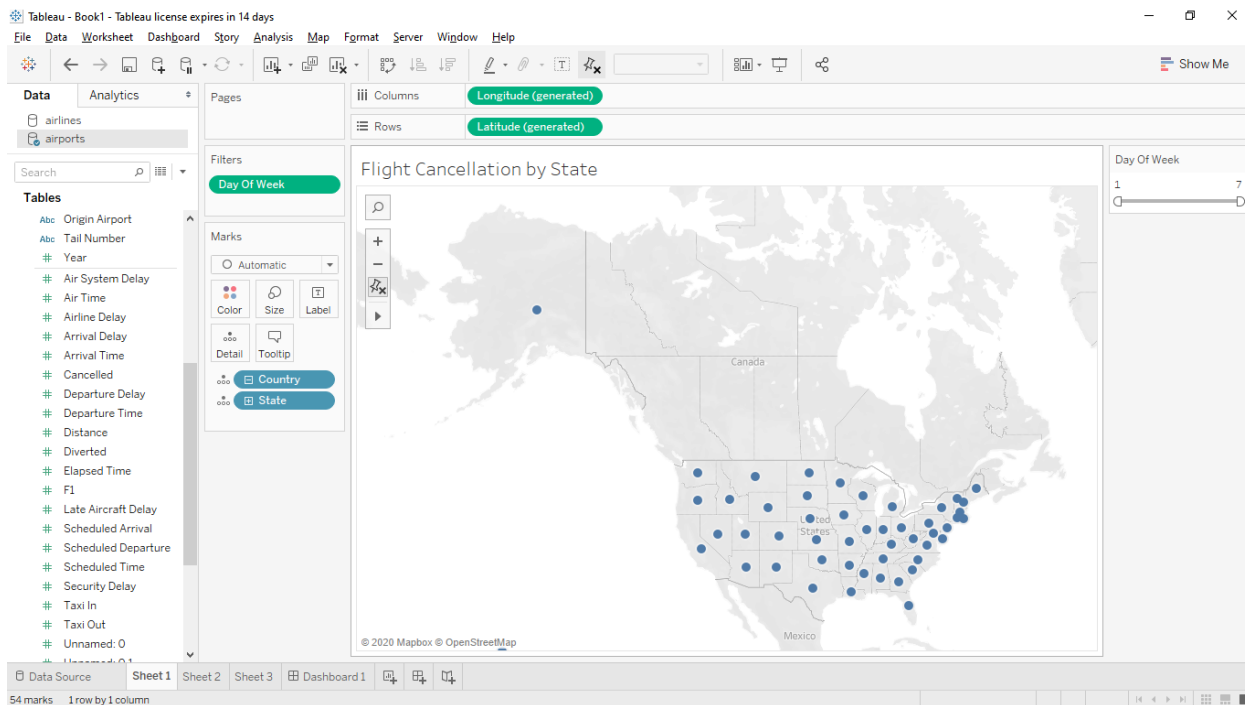 Tableau - Book1 - Tableau license expires in 14 days
File Data Worksheet Dashboard Story Analysis Map Format Server Window Help
Show Me
Data Analytics
airlines
airports
Search
Tables
Abc Origin Airport
Abc Tail Number
# Year
# Air System Delay
# Air Time
# Airline Delay
# Arrival Delay
# Arrival Time
# Cancelled
# Departure Delay
# Departure Time
# Distance
# Diverted
# Elapsed Time
# F1
# Late Aircraft Delay
# Scheduled Arrival
# Scheduled Departure
# Scheduled Time
# Security Delay
# Taxi In
# Taxi Out
# Unnamed: 0
# Unnamed: 0.1
Pages
Filters
Day Of Week
Marks
Automatic
Color Size Label
T
Detail Tooltip
Country
State
Columns Longitude (generated)
Rows Latitude (generated)
Flight Cancellation by State
Canada
United
States
Mexico
© 2020 Mapbox © OpenStreetMap
Day Of Week
1 7
Data Source Sheet 1 Sheet 2 Sheet 3 Dashboard 1
54 marks 1 row by 1 column